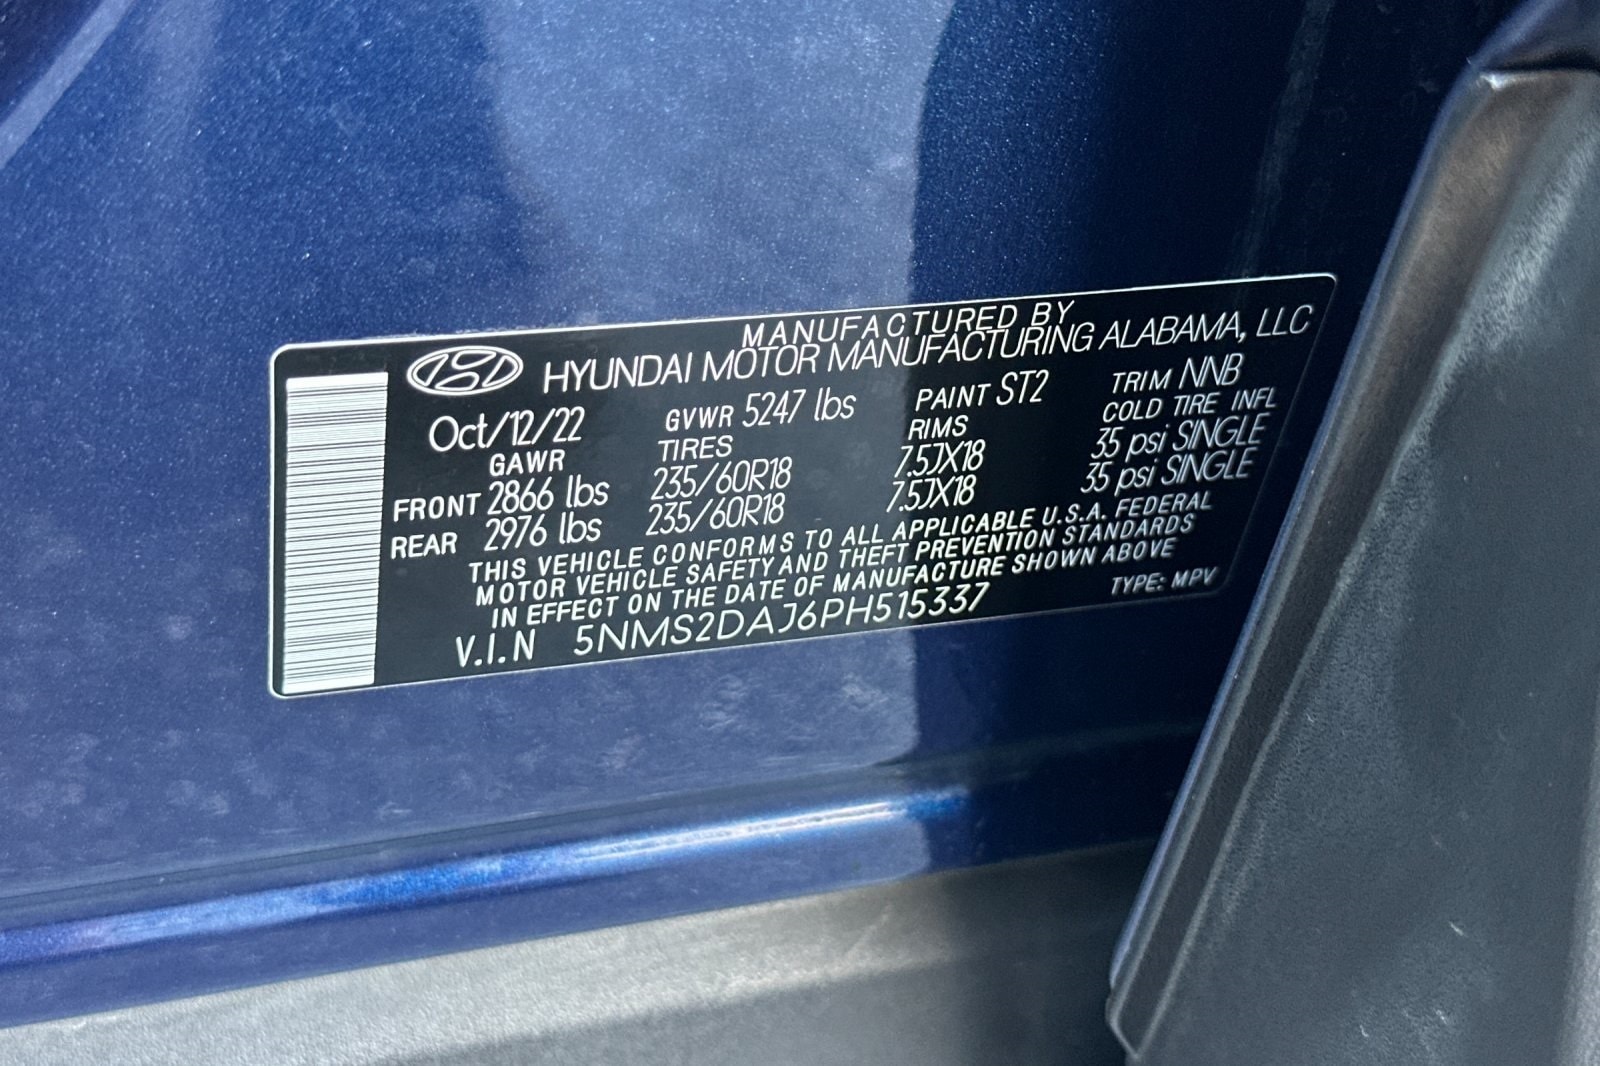 MANUFACTURED BY
HYUNDAI MOTOR MANUFACTURING ALABAMA, LLC
Oct/12/22 GVWR 5247 lbs PAINT ST2 TRIM NNB
GAWR TIRES RIMS COLD TIRE INFL
FRONT 2866 lbs 235/60R18 7.5JX18 35 psi SINGLE
REAR 2976 lbs 235/60R18 7.5JX18 35 psi SINGLE
THIS VEHICLE CONFORMS TO ALL APPLICABLE U.S.A. FEDERAL
MOTOR VEHICLE SAFETY AND THEFT PREVENTION STANDARDS
IN EFFECT ON THE DATE OF MANUFACTURE SHOWN ABOVE
V.I.N 5NMS2DAJ6PH515337 TYPE: MPV